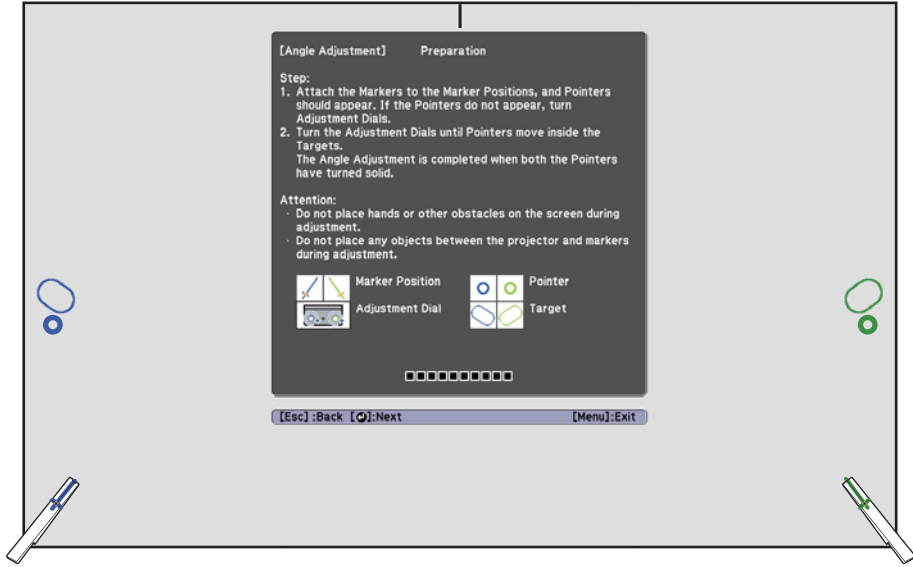 [Angle Adjustment] Preparation
Step:
1. Attach the Markers to the Marker Positions, and Pointers
should appear. If the Pointers do not appear, turn
Adjustment Dials.
2. Turn the Adjustment Dials until Pointers move inside the
Targets.
The Angle Adjustment is completed when both the Pointers
have turned solid.
Attention:
· Do not place hands or other obstacles on the screen during
adjustment.
· Do not place any objects between the projector and markers
during adjustment.
Marker Position Pointer
Adjustment Dial Target
[Esc] :Back [⏎]:Next [Menu]:Exit